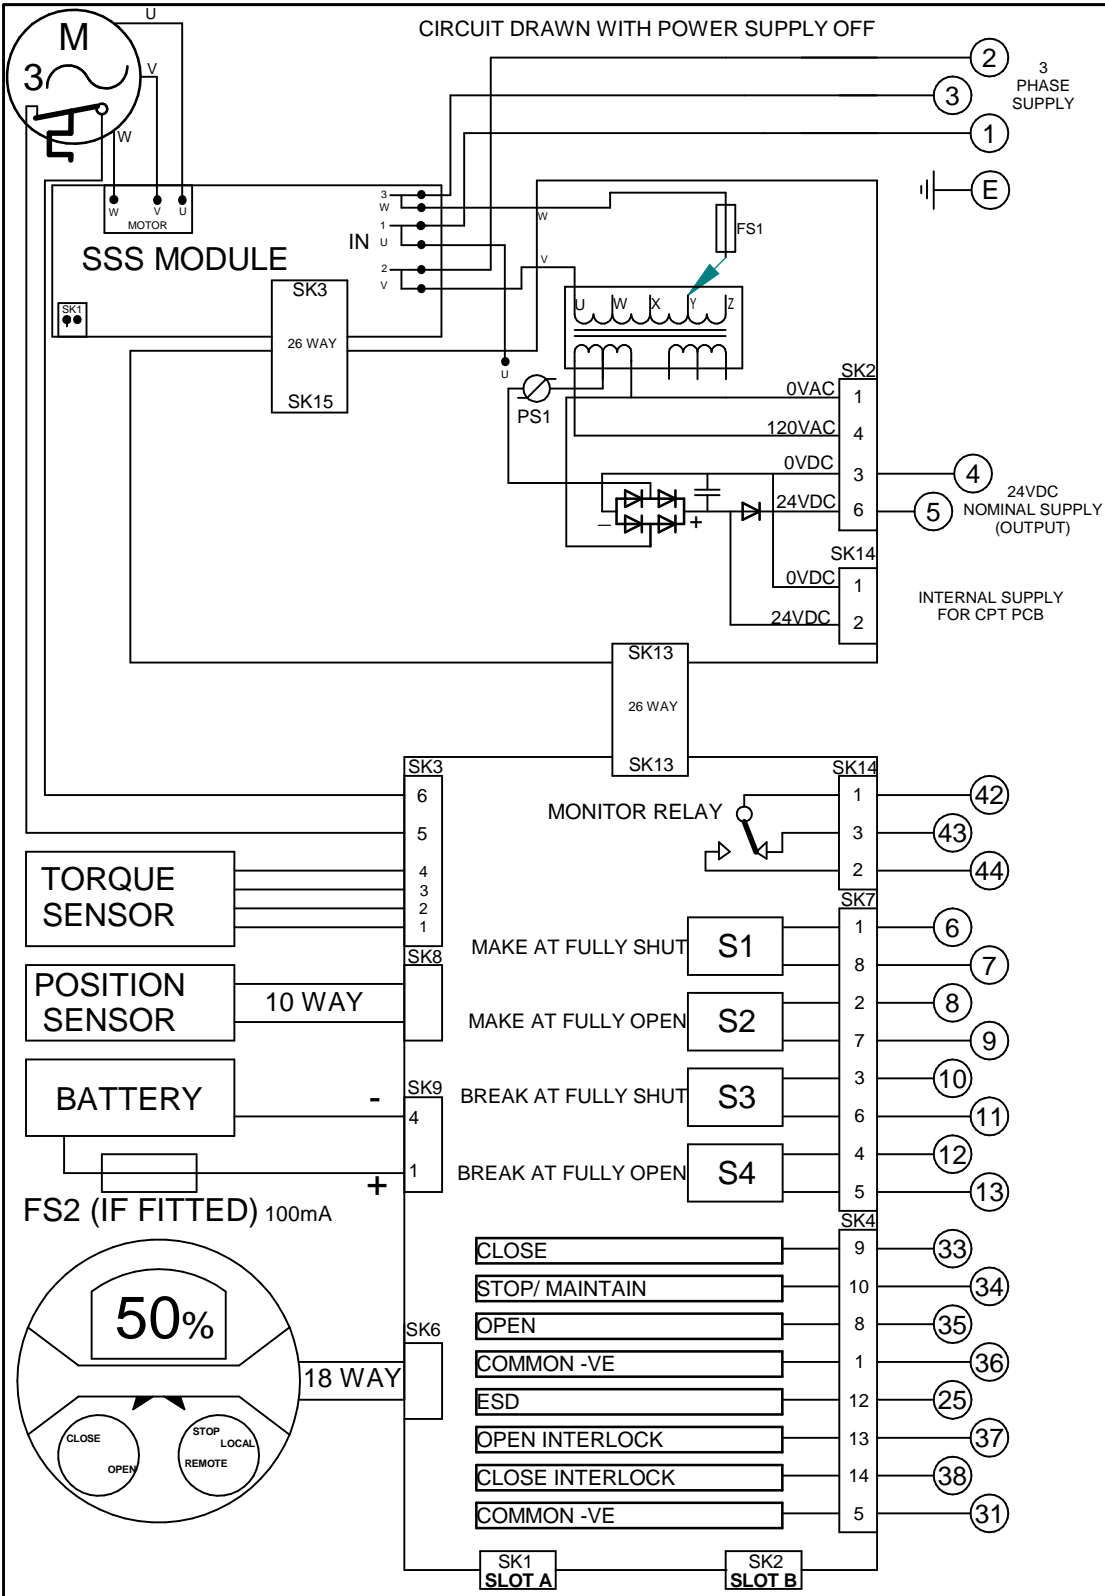 CIRCUIT DRAWN WITH POWER SUPPLY OFF
U
M
3
V
W
2
3
PHASE
SUPPLY
3
1
E
W V U
MOTOR
SSS MODULE
IN
3
W
1
U
2
V
W
V
FS1
SK1
SK3
26 WAY
SK15
U W X Y Z
U
PS1
SK2
0VAC 1
120VAC 4
0VDC 3
24VDC 6
4
5
24VDC
NOMINAL SUPPLY
(OUTPUT)
– +
SK14
0VDC 1
24VDC 2
INTERNAL SUPPLY
FOR CPT PCB
SK13
26 WAY
SK13
SK3
6
5
4
3
2
1
TORQUE
SENSOR
SK8
POSITION
SENSOR
10 WAY
BATTERY
-
SK9
4
1
+
FS2 (IF FITTED) 100mA
50%
CLOSE
OPEN
STOP
LOCAL
REMOTE
18 WAY
SK6
MONITOR RELAY
SK14
1 42
3 43
2 44
SK7
MAKE AT FULLY SHUT S1
1 6
8 7
MAKE AT FULLY OPEN S2
2 8
7 9
BREAK AT FULLY SHUT S3
3 10
6 11
BREAK AT FULLY OPEN S4
4 12
5 13
SK4
CLOSE 9 33
STOP/ MAINTAIN 10 34
OPEN 8 35
COMMON -VE 1 36
ESD 12 25
OPEN INTERLOCK 13 37
CLOSE INTERLOCK 14 38
COMMON -VE 5 31
SK1
SLOT A
SK2
SLOT B